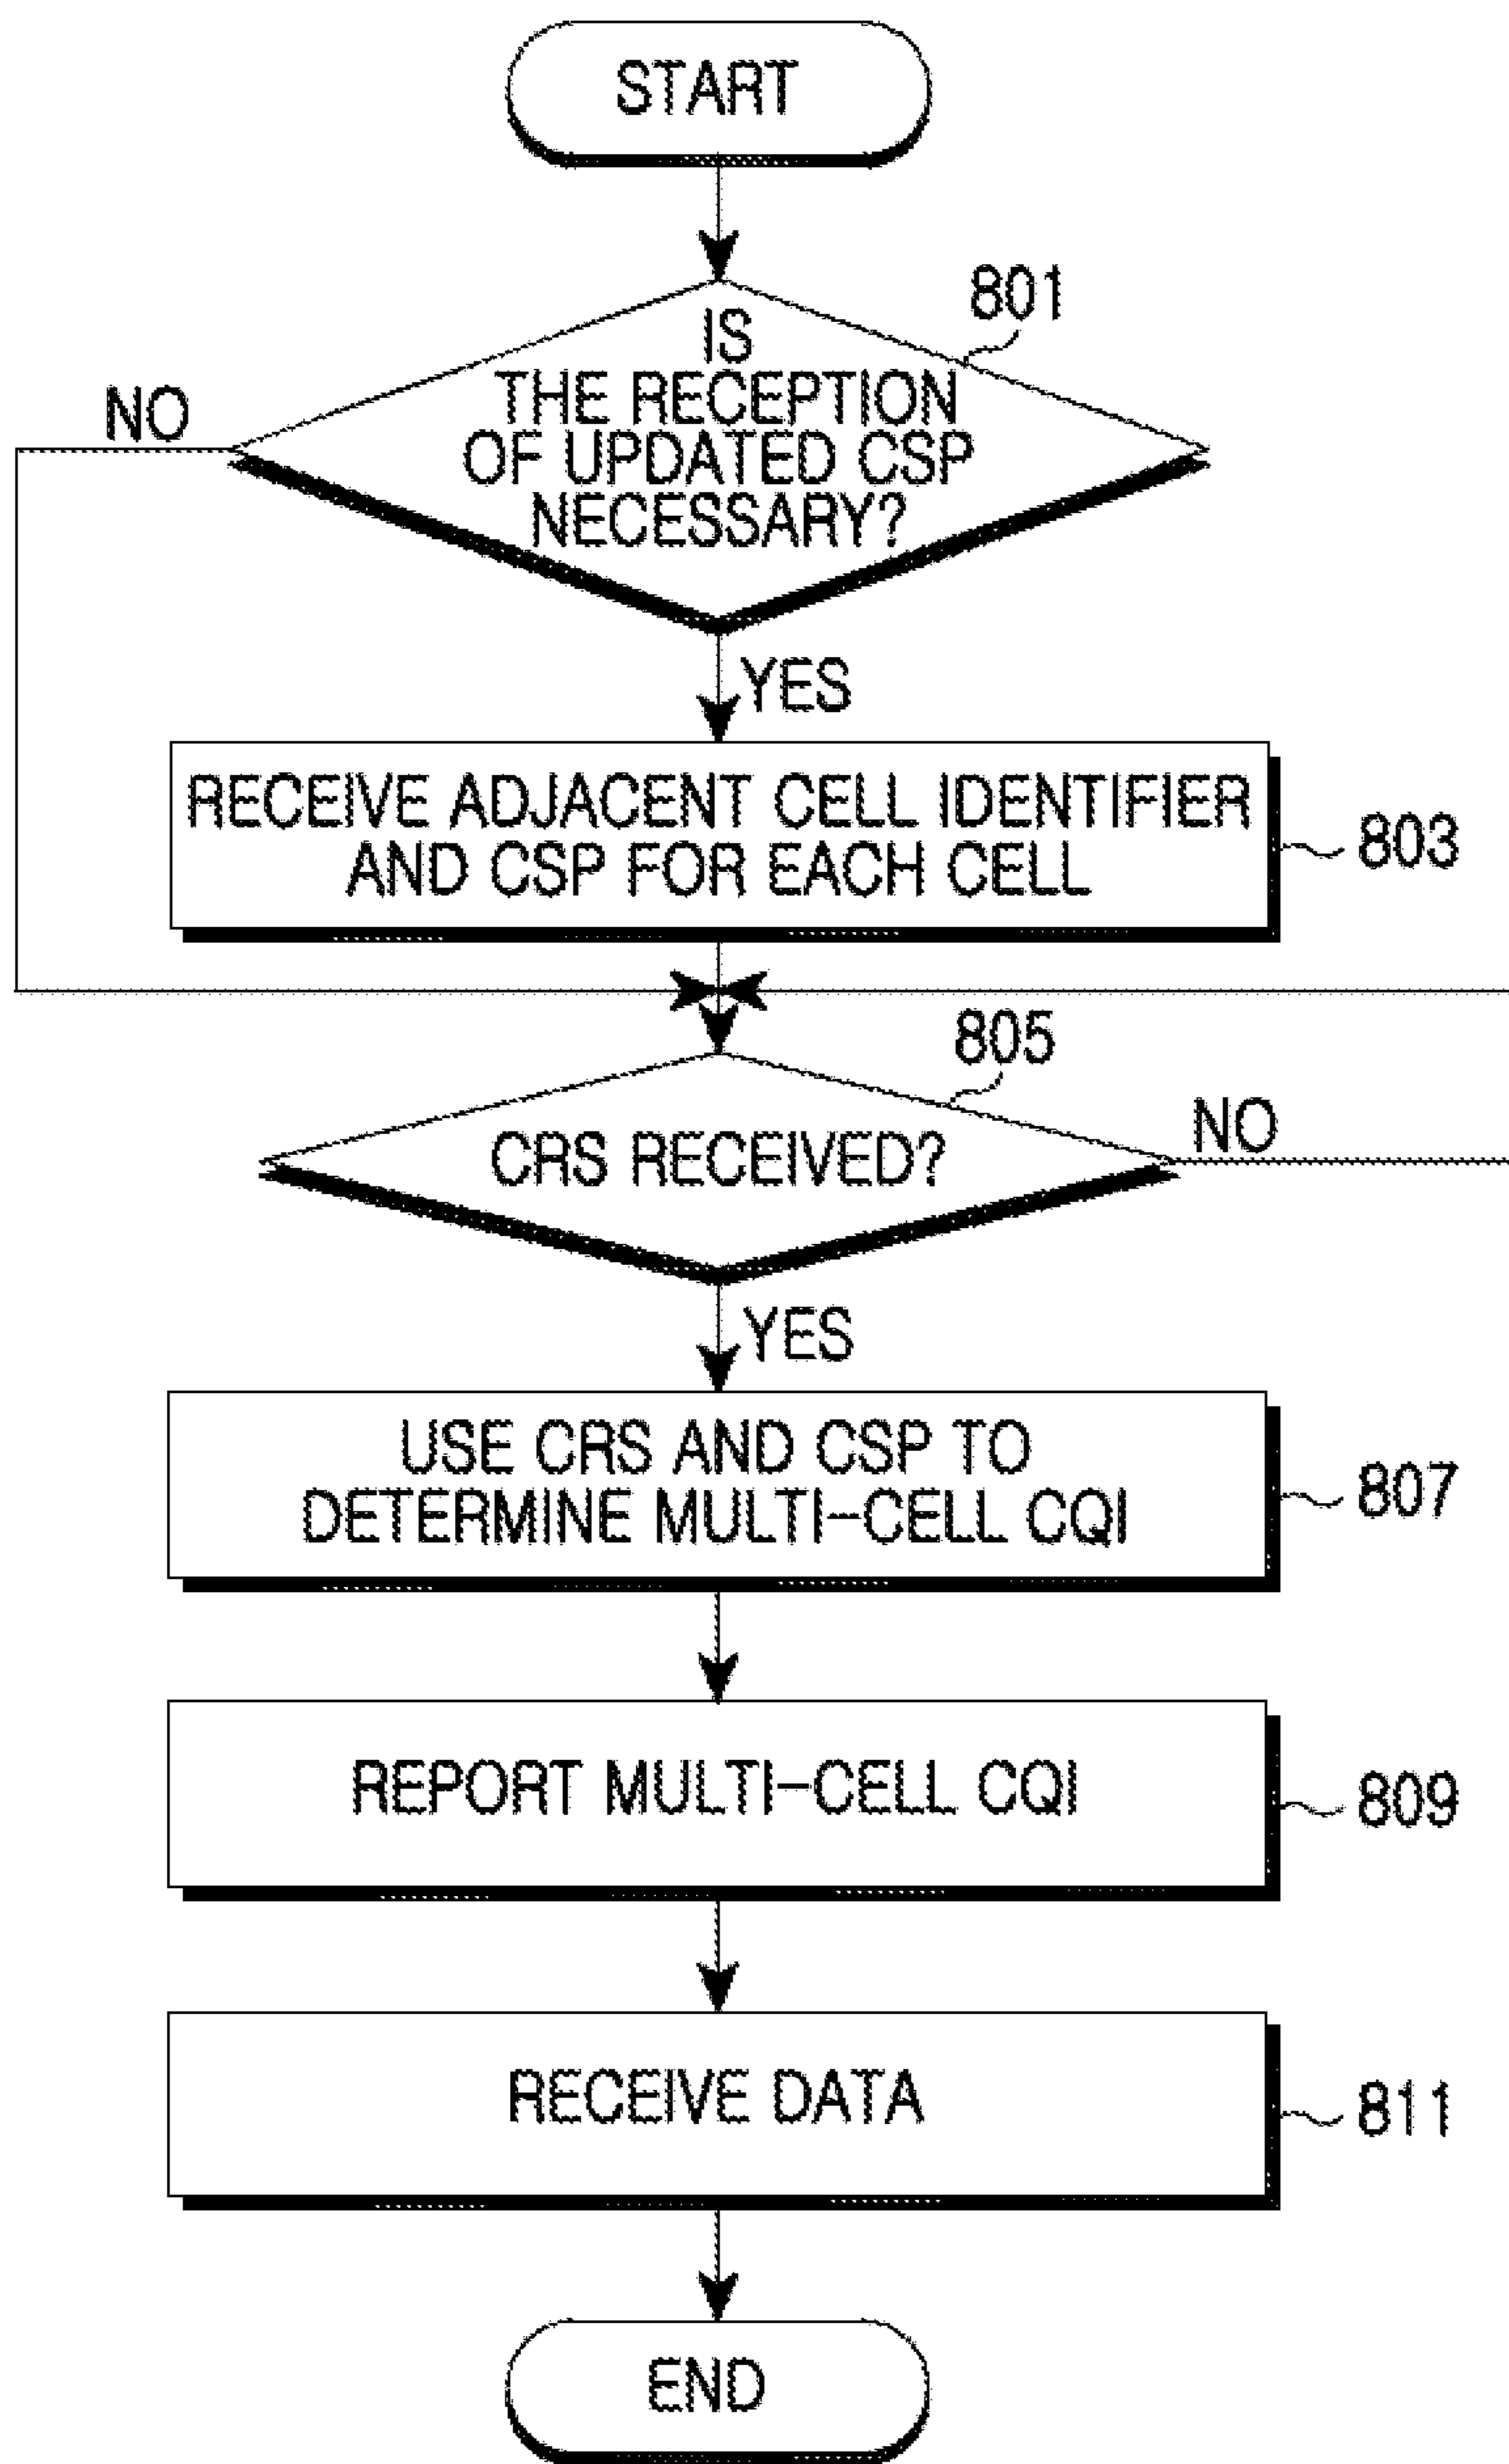 START
801
IS
THE RECEPTION
OF UPDATED CSP
NECESSARY?
NO
YES
RECEIVE ADJACENT CELL IDENTIFIER
AND CSP FOR EACH CELL
803
805
CRS RECEIVED?
NO
YES
USE CRS AND CSP TO
DETERMINE MULTI-CELL CQI
807
REPORT MULTI-CELL CQI
809
RECEIVE DATA
811
END